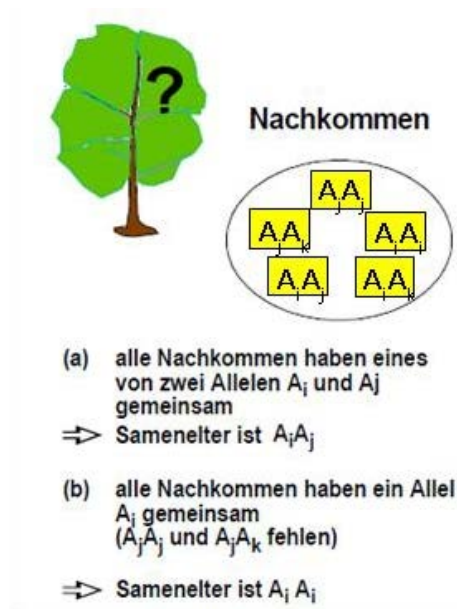 ?
Nachkommen
AjAj
AjAk
AiAi
AiAj
AiAk
(a) alle Nachkommen haben eines
von zwei Allelen Ai und Aj
gemeinsam
⇒ Samenelter ist AiAj
(b) alle Nachkommen haben ein Allel
Ai gemeinsam
(AjAj und AjAk fehlen)
⇒ Samenelter ist Ai Ai